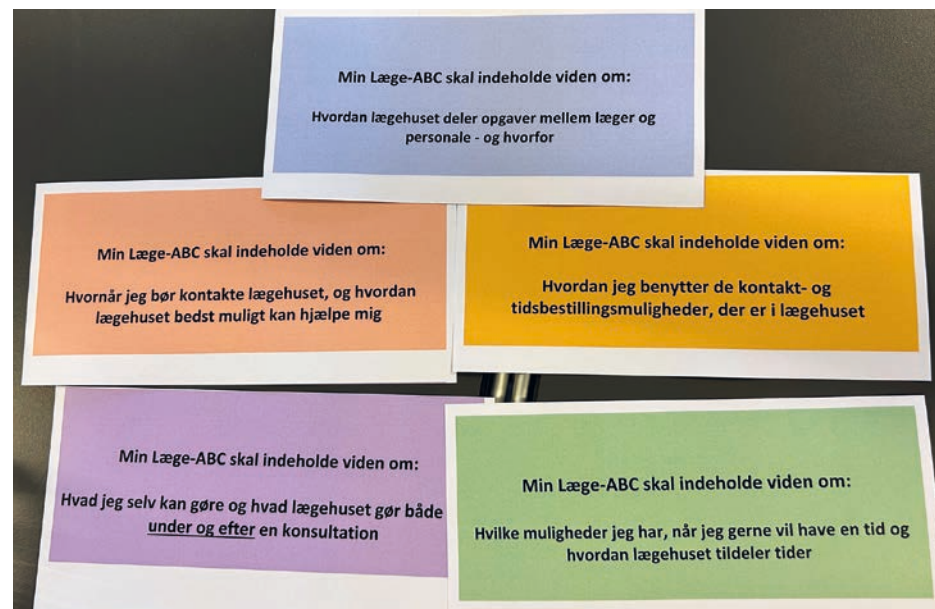 Min Læge-ABC skal indeholde viden om:
Hvordan lægehuset deler opgaver mellem læger og
personale - og hvorfor
Min Læge-ABC skal indeholde viden om:
Hvornår jeg bør kontakte lægehuset, og hvordan
lægehuset bedst muligt kan hjælpe mig
Min Læge-ABC skal indeholde viden om:
Hvordan jeg benytter de kontakt- og
tidsbestillingsmuligheder, der er i lægehuset
Min Læge-ABC skal indeholde viden om:
Hvad jeg selv kan gøre og hvad lægehuset gør både
under og efter en konsultation
Min Læge-ABC skal indeholde viden om:
Hvilke muligheder jeg har, når jeg gerne vil have en tid og
hvordan lægehuset tildeler tider